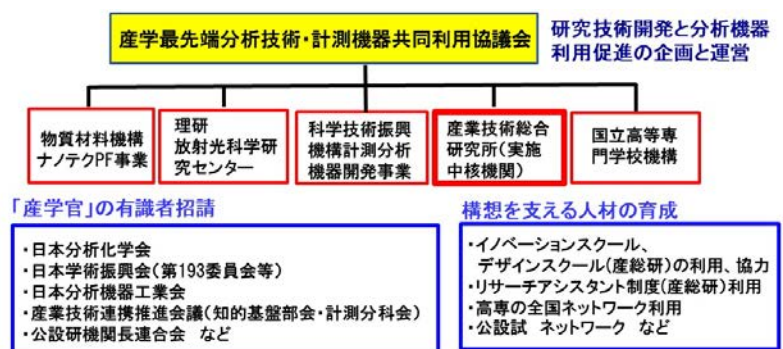 産学最先端分析技術・計測機器共同利用協議会
研究技術開発と分析機器
利用促進の企画と運営
物質材料機構
ナノテクPF事業
理研
放射光科学研
究センター
科学技術振興
機構計測分析
機器開発事業
産業技術総合
研究所(実施
中核機関)
国立高等専
門学校機構
「産学官」の有識者招請
・日本分析化学会
・日本学術振興会(第193委員会等)
・日本分析機器工業会
・産業技術連携推進会議(知的基盤部会・計測分科会)
・公設研機関長連合会 など
構想を支える人材の育成
・イノベーションスクール、
デザインスクール(産総研)の利用、協力
・リサーチアシスタント制度(産総研)利用
・高専の全国ネットワーク利用
・公設試 ネットワーク など